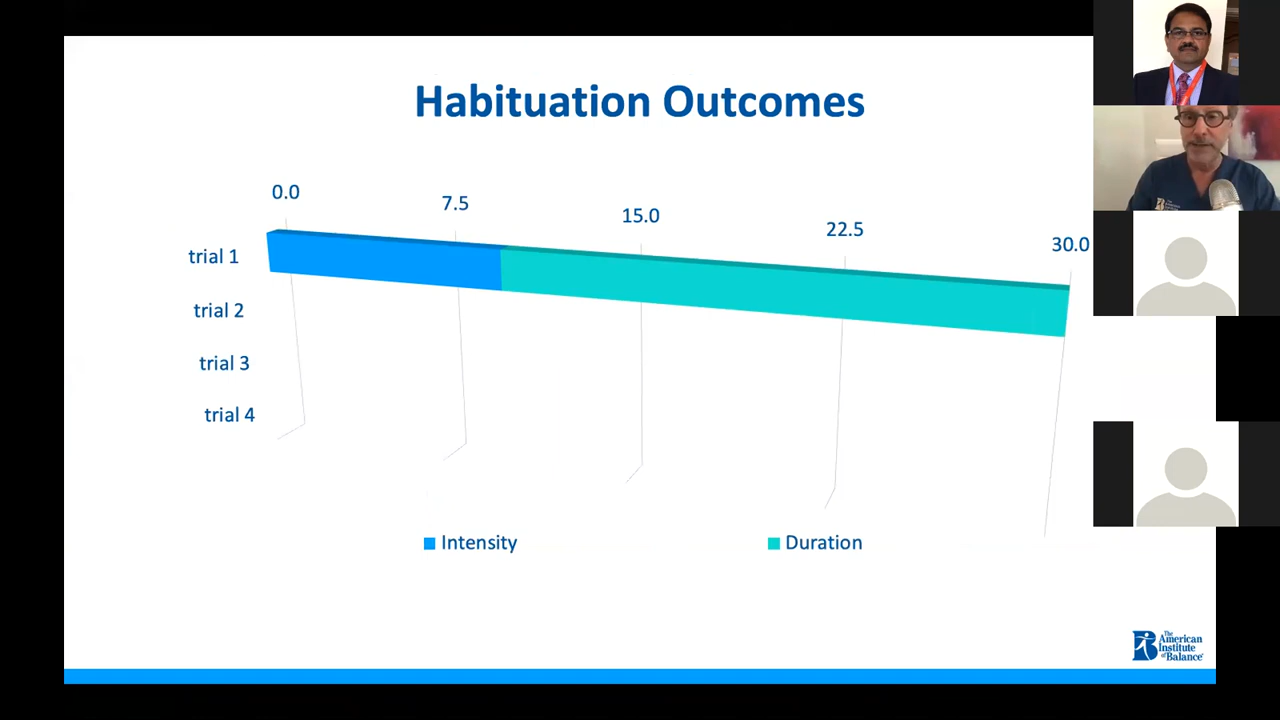 Habituation Outcomes
0.0
7.5
15.0
22.5
30.0
trial 1
trial 2
trial 3
trial 4
Intensity
Duration
The
American
Institute
of Balance